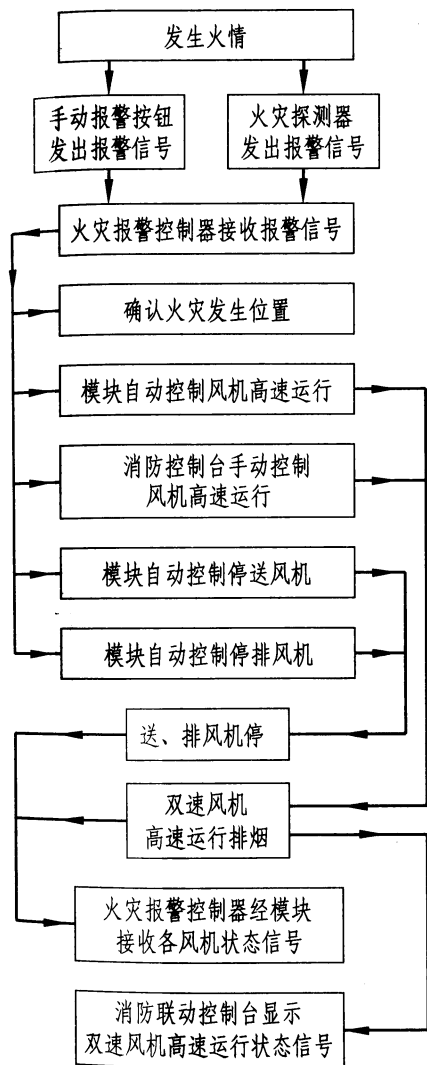 发生火情
手动报警按钮
发出报警信号
火灾探测器
发出报警信号
火灾报警控制器接收报警信号
确认火灾发生位置
模块自动控制风机高速运行
消防控制台手动控制
风机高速运行
模块自动控制停送风机
模块自动控制停排风机
送、排风机停
双速风机
高速运行排烟
火灾报警控制器经模块
接收各风机状态信号
消防联动控制台显示
双速风机高速运行状态信号